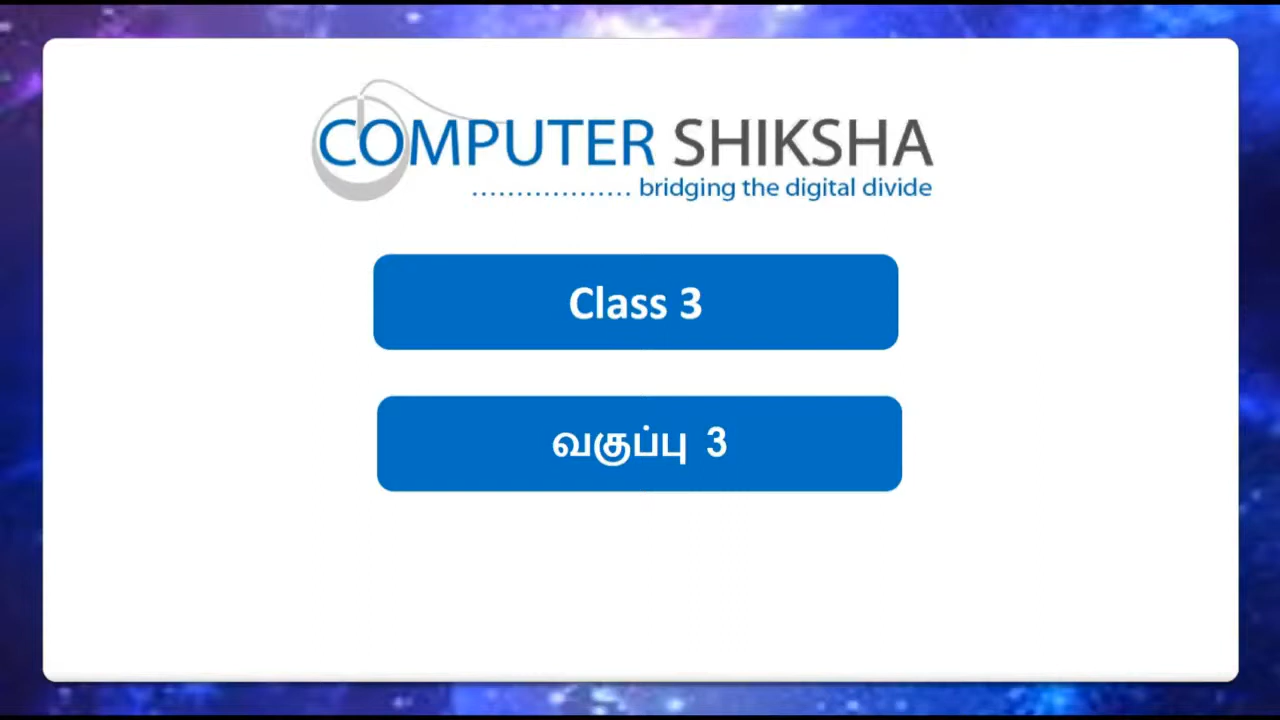 COMPUTER SHIKSHA
.................. bridging the digital divide
Class 3
வகுப்பு 3